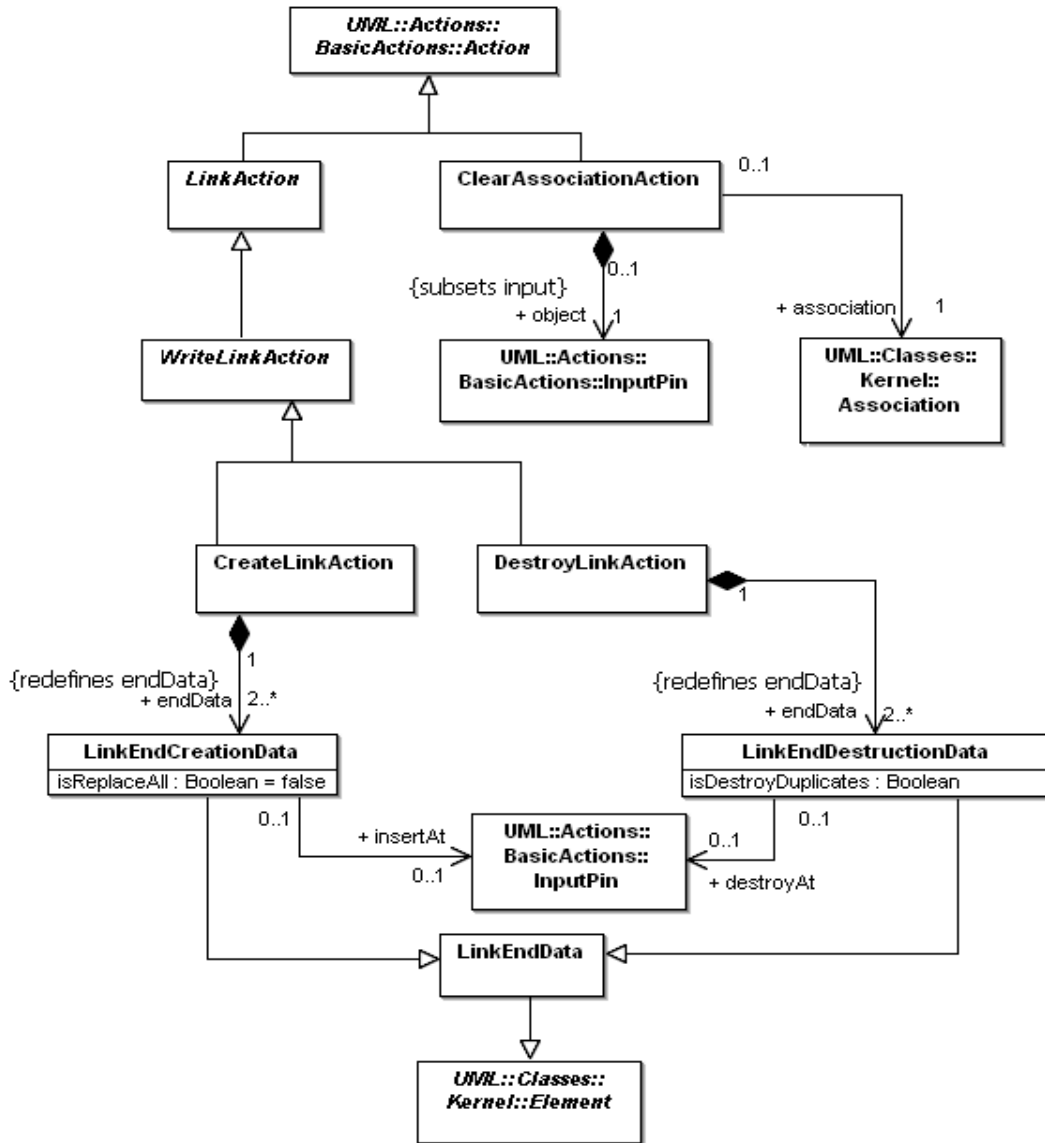 UML::Actions::
BasicActions::Action
LinkAction
ClearAssociationAction
0..1
0..1
{subsets input}
+ object
1
+ association
1
WriteLinkAction
UML::Actions::
BasicActions::InputPin
UML::Classes::
Kernel::
Association
CreateLinkAction
DestroyLinkAction
1
1
{redefines endData}
+ endData
2..*
{redefines endData}
+ endData
2..*
LinkEndCreationData
isReplaceAll : Boolean = false
LinkEndDestructionData
isDestroyDuplicates : Boolean
0..1
+ insertAt
0..1
UML::Actions::
BasicActions::
InputPin
0..1
0..1
+ destroyAt
LinkEndData
UML::Classes::
Kernel::Element